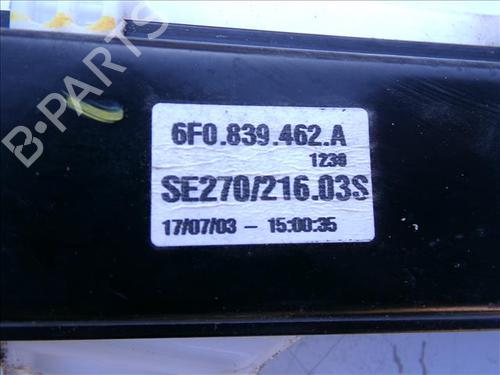 B-PARTS
6F0.839.462.A
1239
SE270/216.03S
17/07/03 - 15:00:35